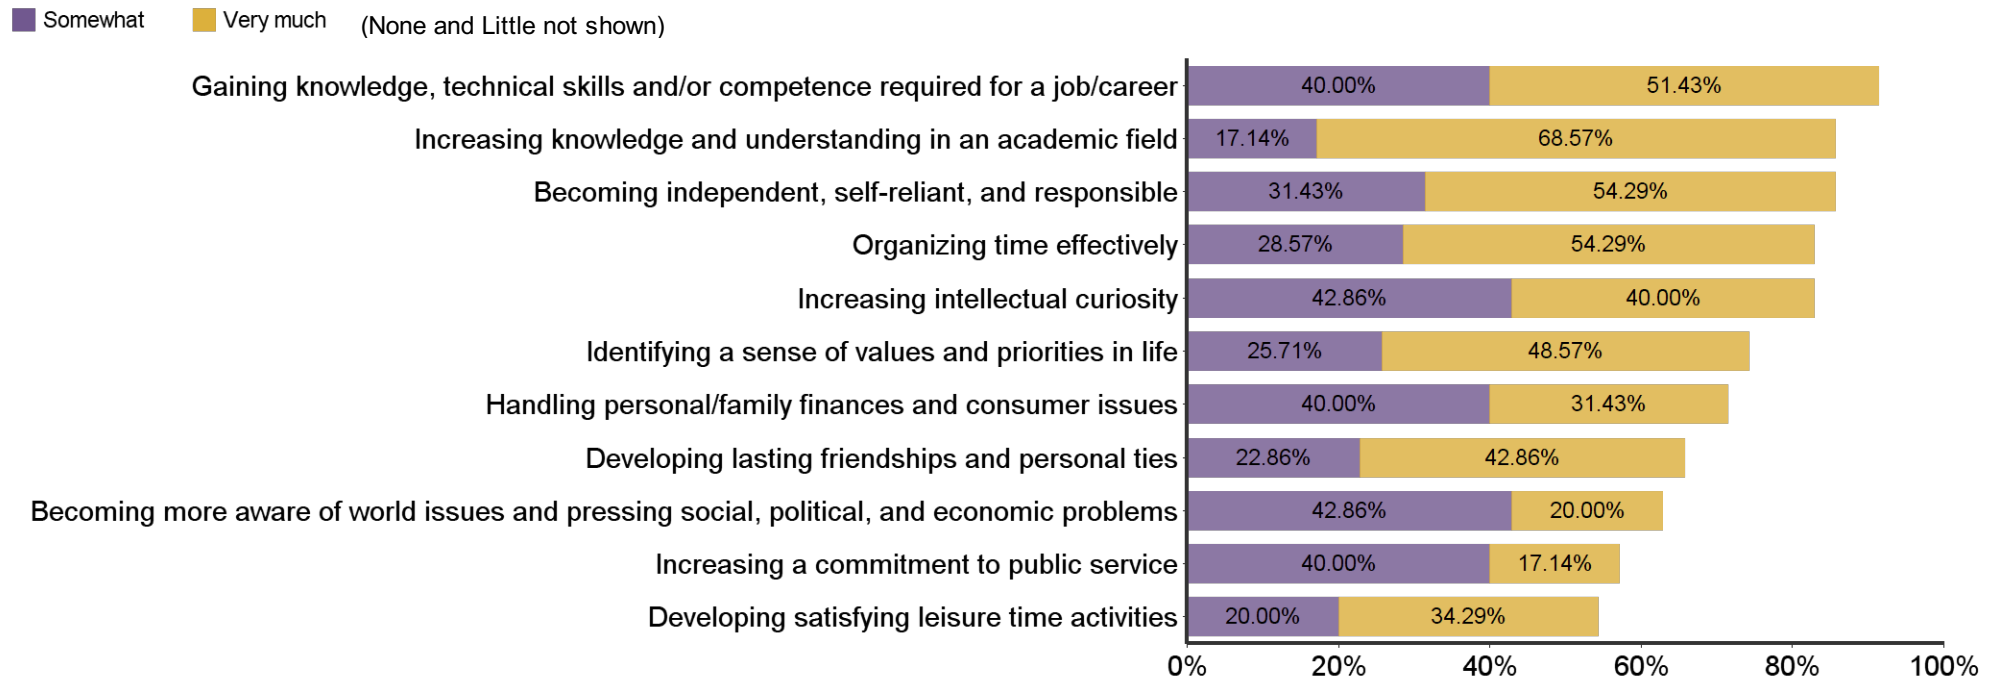 Somewhat Very much (None and Little not shown)
Gaining knowledge, technical skills and/or competence required for a job/career 40.00% 51.43%
Increasing knowledge and understanding in an academic field 17.14% 68.57%
Becoming independent, self-reliant, and responsible 31.43% 54.29%
Organizing time effectively 28.57% 54.29%
Increasing intellectual curiosity 42.86% 40.00%
Identifying a sense of values and priorities in life 25.71% 48.57%
Handling personal/family finances and consumer issues 40.00% 31.43%
Developing lasting friendships and personal ties 22.86% 42.86%
Becoming more aware of world issues and pressing social, political, and economic problems 42.86% 20.00%
Increasing a commitment to public service 40.00% 17.14%
Developing satisfying leisure time activities 20.00% 34.29%
0% 20% 40% 60% 80% 100%